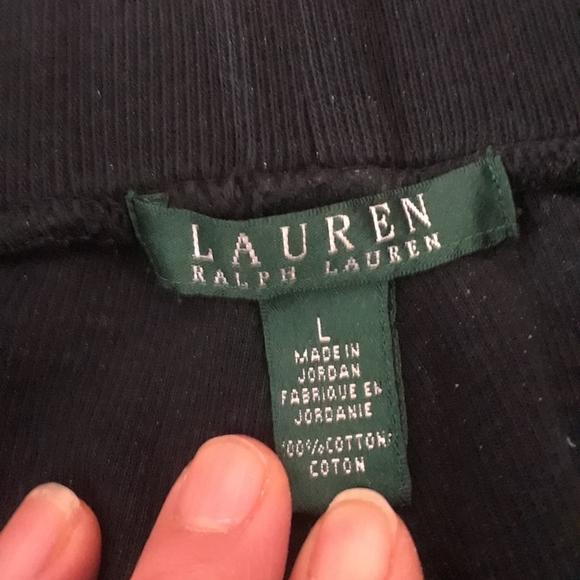 LAUREN
RALPH LAUREN
L
MADE IN
JORDAN
FABRIQUE EN
JORDANIE
100%COTTON
COTON